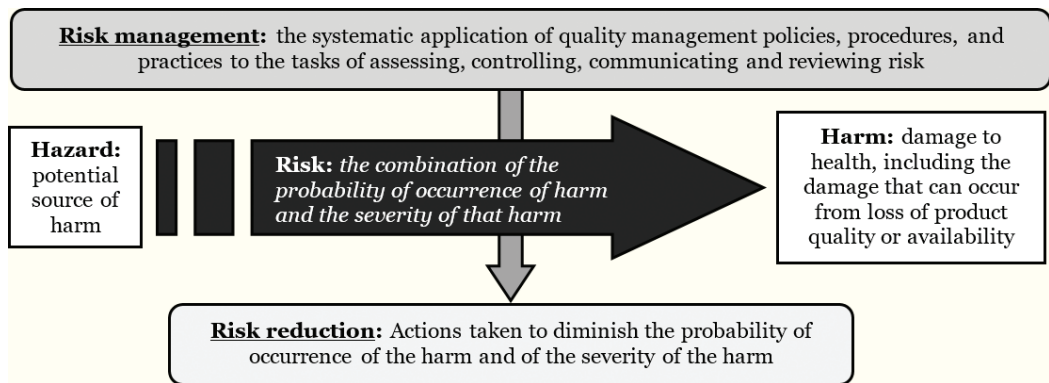 Risk management: the systematic application of quality management policies, procedures, and
practices to the tasks of assessing, controlling, communicating and reviewing risk
Hazard:
potential
source of
harm
Risk: the combination of the
probability of occurrence of harm
and the severity of that harm
Harm: damage to
health, including the
damage that can occur
from loss of product
quality or availability
Risk reduction: Actions taken to diminish the probability of
occurrence of the harm and of the severity of the harm